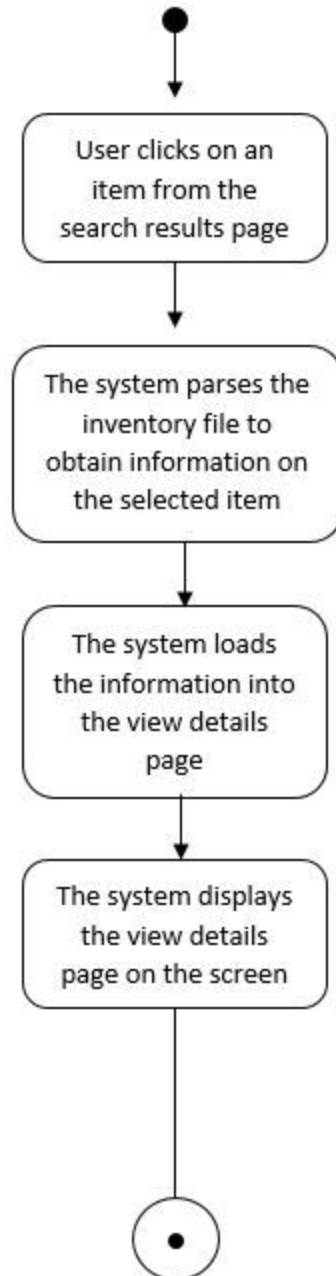 User clicks on an
item from the
search results page
The system parses the
inventory file to
obtain information on
the selected item
The system loads
the information into
the view details
page
The system displays
the view details
page on the screen